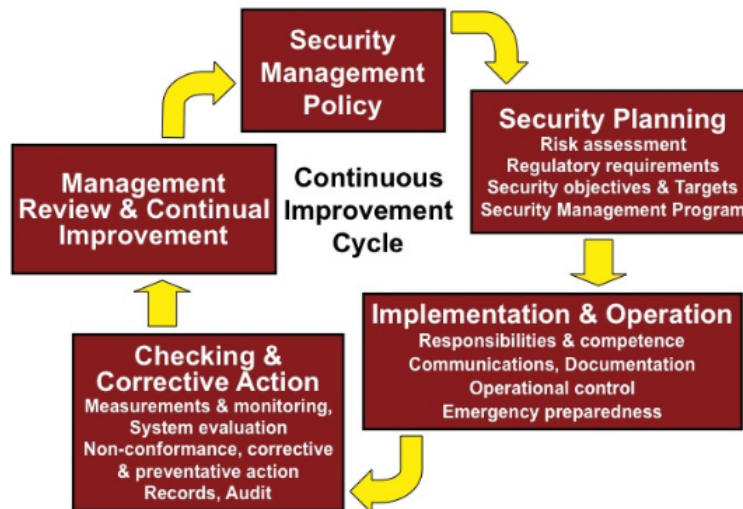 Security
Management
Policy
Security Planning
Risk assessment
Regulatory requirements
Security objectives & Targets
Security Management Program
Implementation & Operation
Responsibilities & competence
Communications, Documentation
Operational control
Emergency preparedness
Checking &
Corrective Action
Measurements & monitoring,
System evaluation
Non-conformance, corrective
& preventative action
Records, Audit
Management
Review & Continual
Improvement
Continuous
Improvement
Cycle